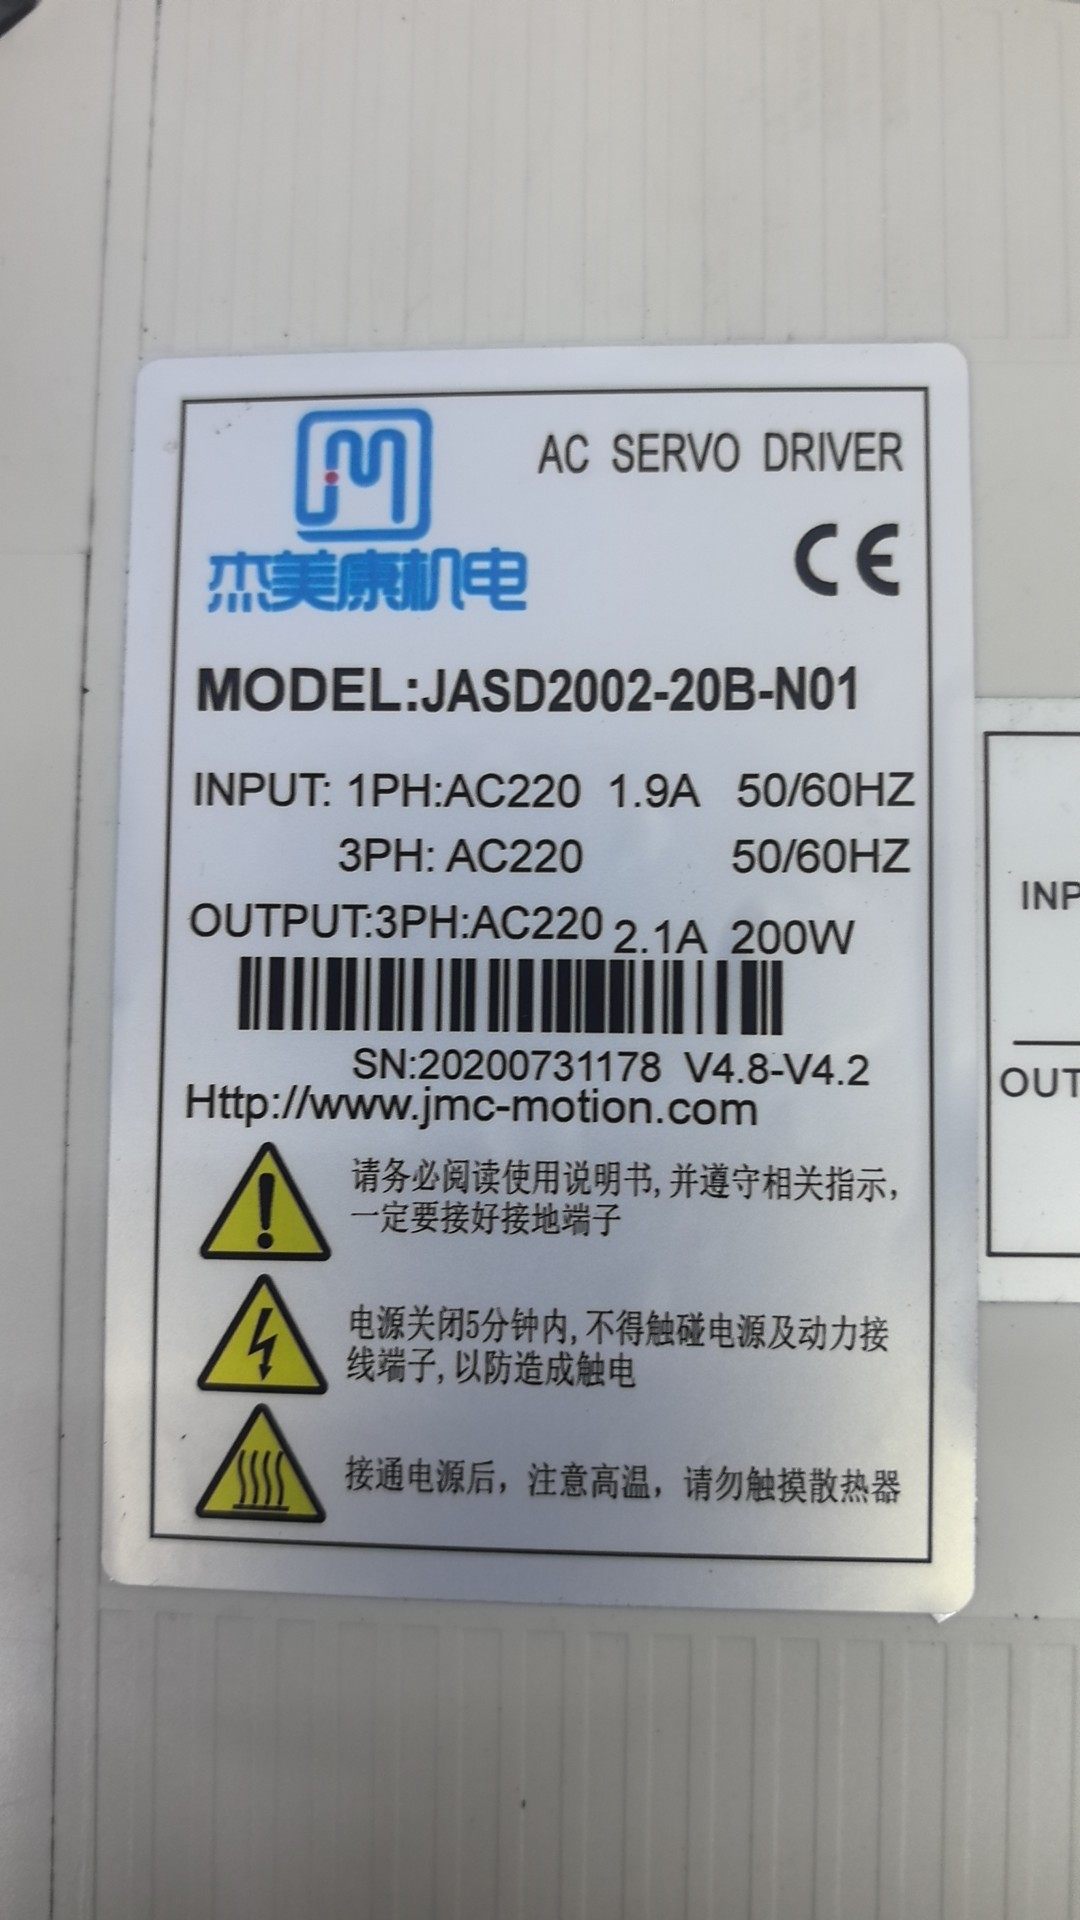 杰美康机电
AC SERVO DRIVER
CE
MODEL:JASD2002-20B-N01
INPUT: 1PH:AC220 1.9A 50/60HZ
3PH: AC220 50/60HZ
OUTPUT:3PH:AC220 2.1A 200W
SN:20200731178 V4.8-V4.2
Http://www.jmc-motion.com
请务必阅读使用说明书,并遵守相关指示,
一定要接好接地端子
电源关闭5分钟内,不得触碰电源及动力接
线端子,以防造成触电
接通电源后，注意高温，请勿触摸散热器
INP
OUT